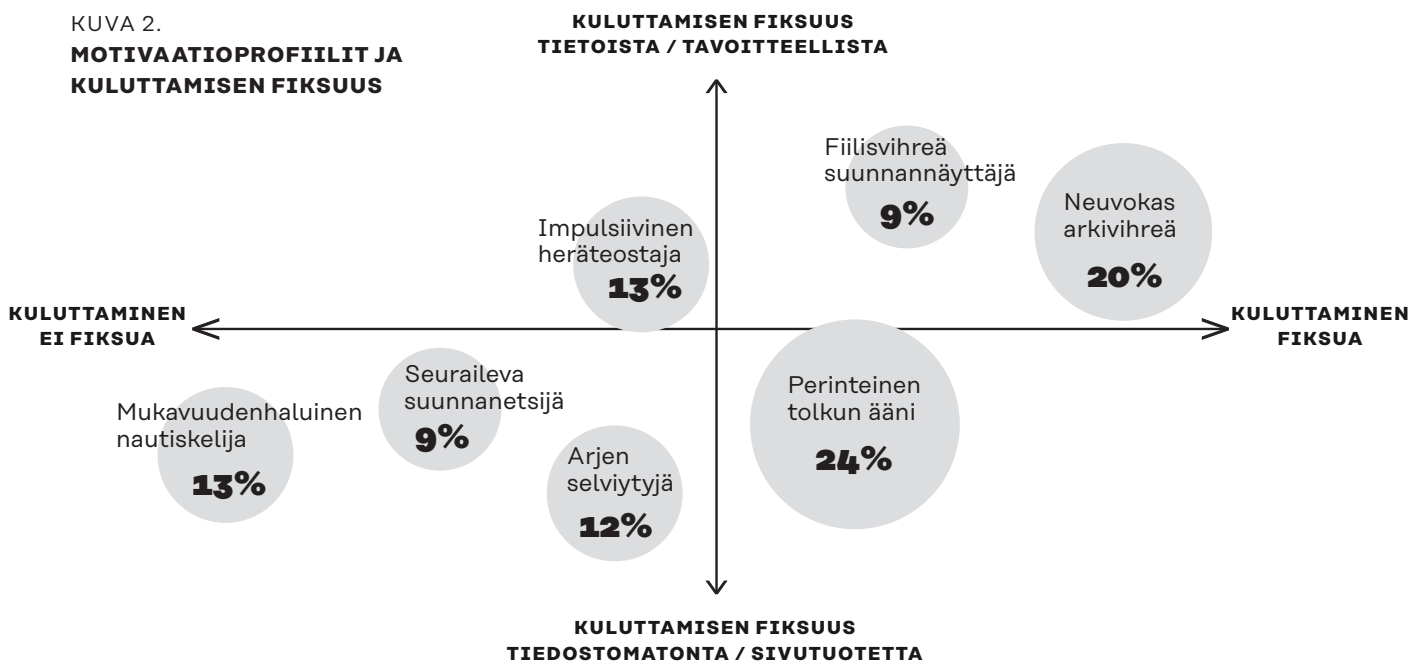 KUVA 2.
MOTIVAATIOPROFIILIT JA
KULUTTAMISEN FIKSUUS
KULUTTAMISEN FIKSUUS
TIETOISTA / TAVOITTEELLISTA
Fiilisvihreä
suunnannäyttäjä
9%
Neuvokas
arkivihreä
20%
Impulsiivinen
heräteostaja
13%
KULUTTAMINEN
EI FIKSUA
KULUTTAMINEN
FIKSUA
Seuraileva
suunnanetsijä
9%
Mukavuudenhaluinen
nautiskelija
13%
Arjen
selviytyjä
12%
Perinteinen
tolkun ääni
24%
KULUTTAMISEN FIKSUUS
TIEDOSTOMATONTA / SIVUTUOTETTA